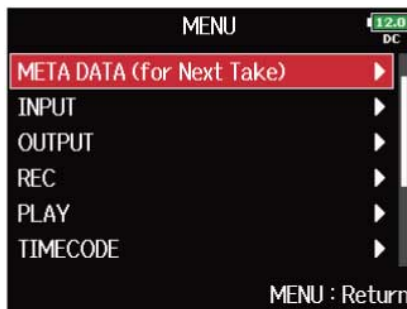 MENU
12.0
DC
META DATA (for Next Take)
INPUT
OUTPUT
REC
PLAY
TIMECODE
MENU : Return